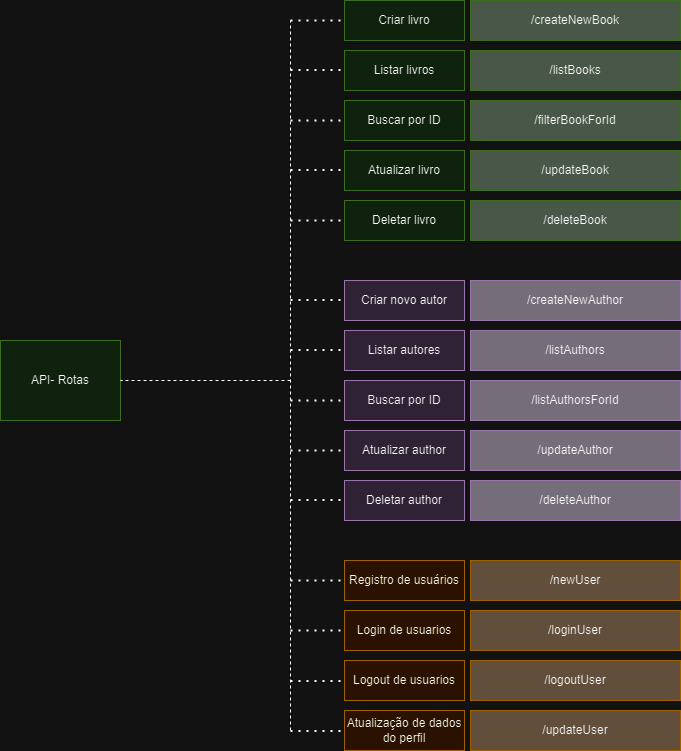 Criar livro
/createNewBook
Listar livros
/listBooks
Buscar por ID
/filterBookForId
Atualizar livro
/updateBook
Deletar livro
/deleteBook
Criar novo autor
/createNewAuthor
Listar autores
/listAuthors
API- Rotas
Buscar por ID
/listAuthorsForId
Atualizar author
/updateAuthor
Deletar author
/deleteAuthor
Registro de usuários
/newUser
Login de usuarios
/loginUser
Logout de usuarios
/logoutUser
Atualização de dados
do perfil
/updateUser